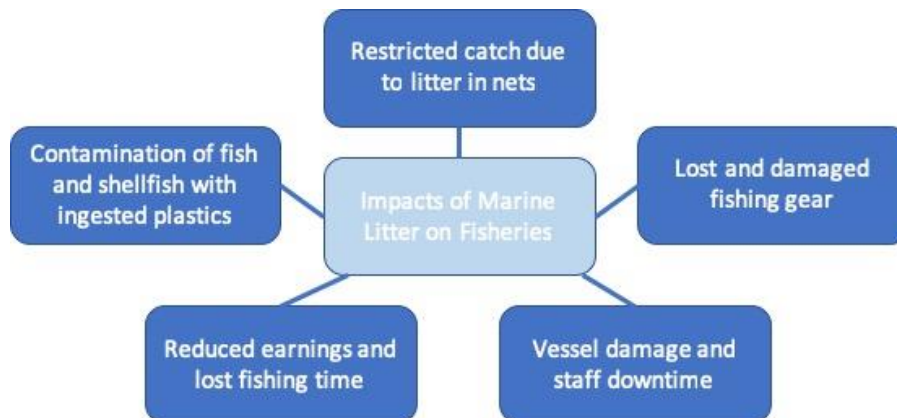 Restricted catch due
to litter in nets
Contamination of fish
and shellfish with
ingested plastics
Impacts of Marine
Litter on Fisheries
Lost and damaged
fishing gear
Reduced earnings and
lost fishing time
Vessel damage and
staff downtime